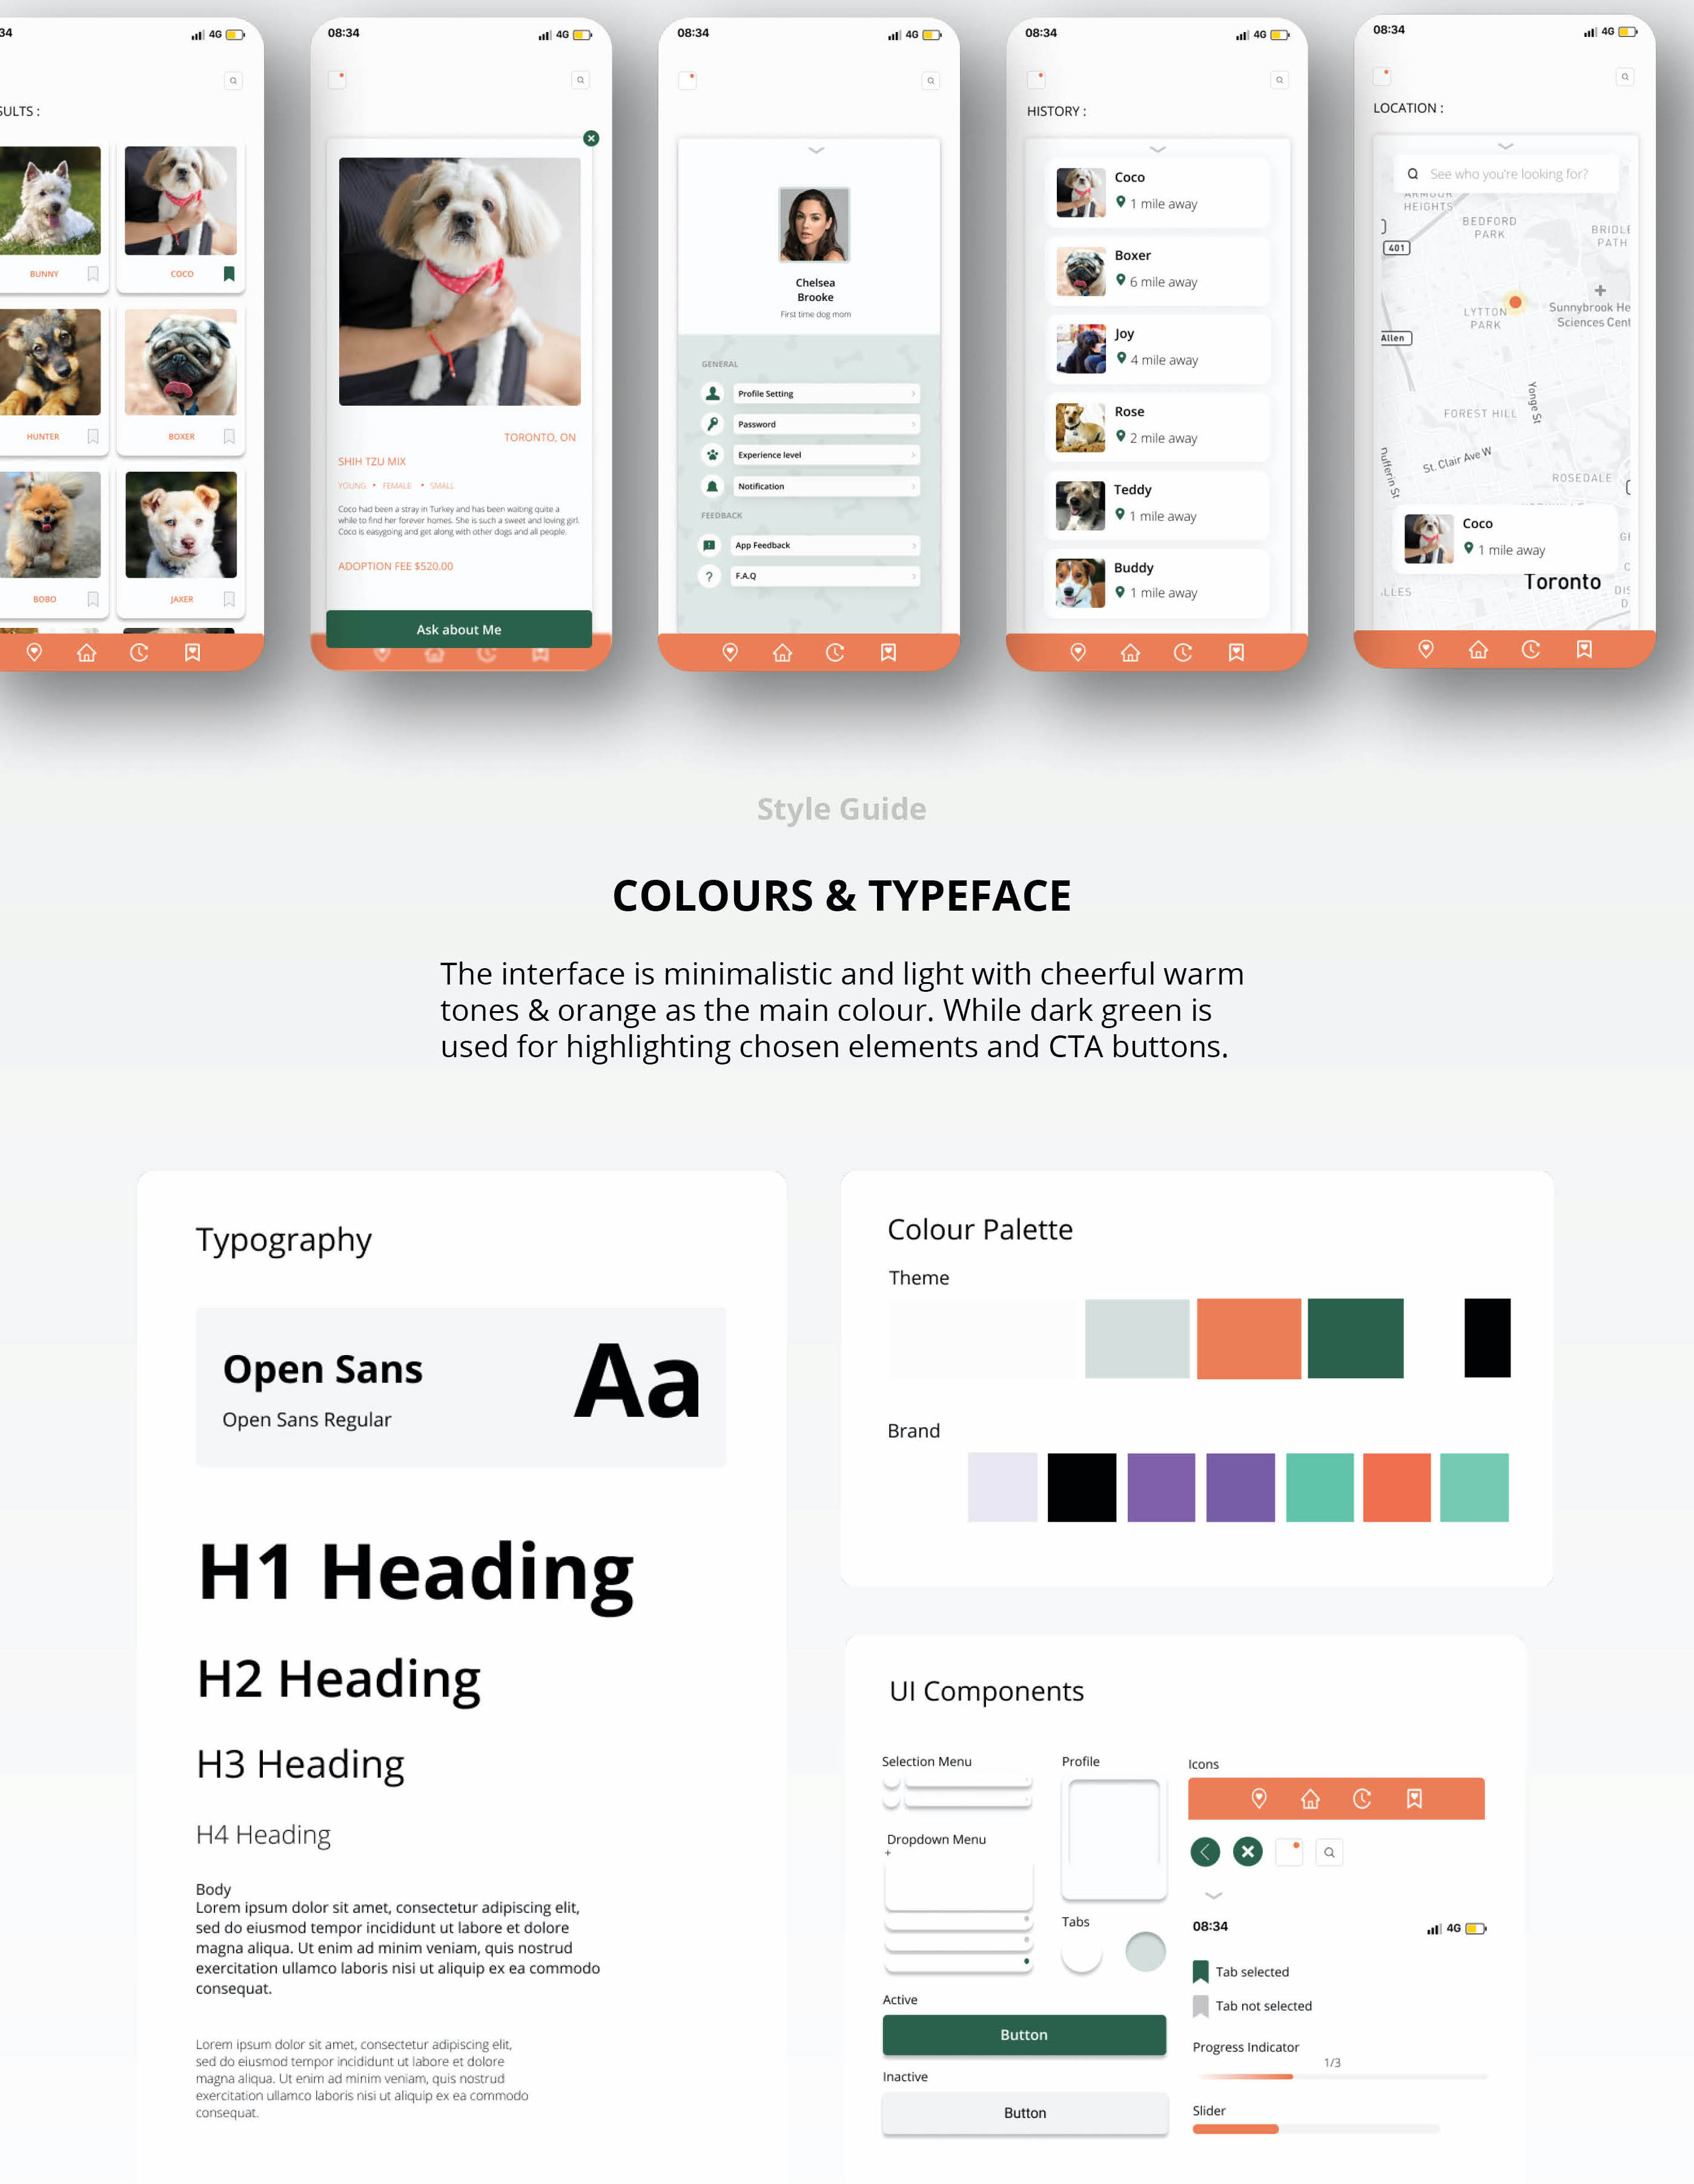 34
4G
SULTS :
BUNNY
COCO
HUNTER
BOXER
BOBO
JAXER
08:34
4G
TORONTO, ON
SHIH TZU MIX
YOUNG • FEMALE • SMALL
Coco had been a stray in Turkey and has been waiting quite a
while to find her forever homes. She is such a sweet and loving girl.
Coco is easygoing and get along with other dogs and all people.
ADOPTION FEE $520.00
Ask about Me
08:34
4G
Chelsea
Brooke
First time dog mom
GENERAL
Profile Setting
Password
Experience level
Notification
FEEDBACK
App Feedback
? F.A.Q
08:34
4G
HISTORY :
Coco
1 mile away
Boxer
6 mile away
Joy
4 mile away
Rose
2 mile away
Teddy
1 mile away
Buddy
1 mile away
08:34
4G
LOCATION :
See who you're looking for?
ARMOUR
HEIGHTS
BEDFORD
PARK
BRIDLE
PATH
401
LYTTON
PARK
Sunnybrook He
Sciences Cent
Allen
Yonge St
FOREST HILL
St. Clair Ave W
Dufferin St
ROSEDALE
Coco
1 mile away
Toronto
LLES
DIS
D
Style Guide
COLOURS & TYPEFACE
The interface is minimalistic and light with cheerful warm
tones & orange as the main colour. While dark green is
used for highlighting chosen elements and CTA buttons.
Typography
Open Sans
Open Sans Regular
Aa
H1 Heading
H2 Heading
H3 Heading
H4 Heading
Body
Lorem ipsum dolor sit amet, consectetur adipiscing elit,
sed do eiusmod tempor incididunt ut labore et dolore
magna aliqua. Ut enim ad minim veniam, quis nostrud
exercitation ullamco laboris nisi ut aliquip ex ea commodo
consequat.
Lorem ipsum dolor sit amet, consectetur adipiscing elit,
sed do eiusmod tempor incididunt ut labore et dolore
magna aliqua. Ut enim ad minim veniam, quis nostrud
exercitation ullamco laboris nisi ut aliquip ex ea commodo
consequat.
Colour Palette
Theme
Brand
UI Components
Selection Menu
Profile
Icons
Dropdown Menu
+
Tabs
08:34
4G
Tab selected
Tab not selected
Active
Button
Progress Indicator
1/3
Inactive
Button
Slider